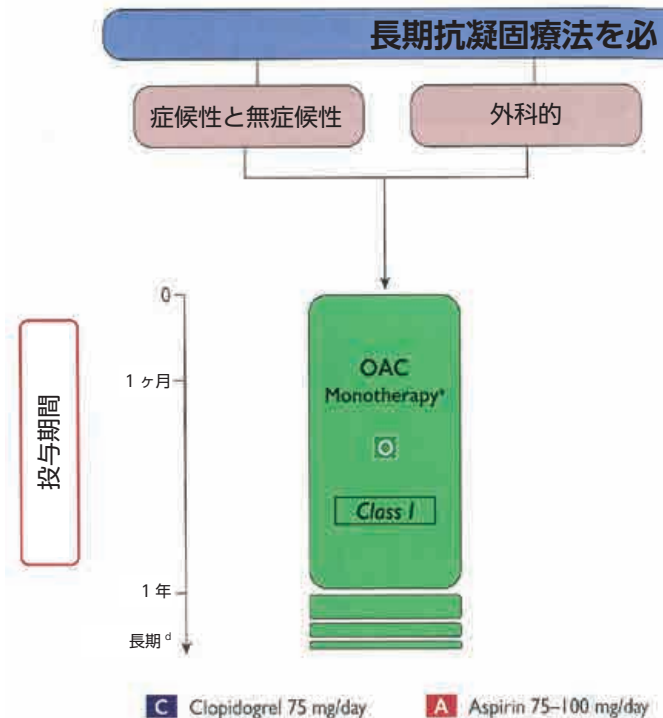 長期抗凝固療法を必
症候性と無症候性
外科的
0
1 ヶ月
投与期間
1 年
長期 d
OAC
Monotherapy*
O
Class I
C Clopidogrel 75 mg/day
A Aspirin 75–100 mg/day